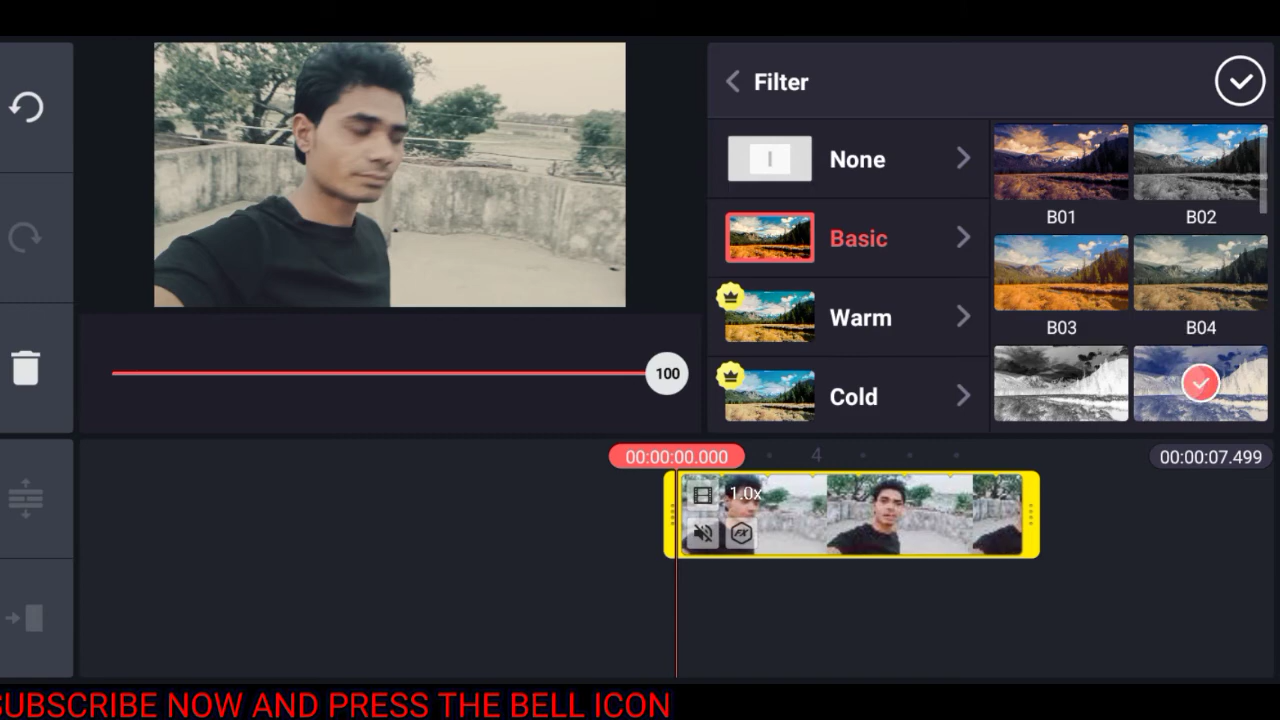 Filter
None
Basic
Warm
Cold
B01
B02
B03
B04
100
00:00:00.000
4
00:00:07.499
1.0x
FX
SUBSCRIBE NOW AND PRESS THE BELL ICON